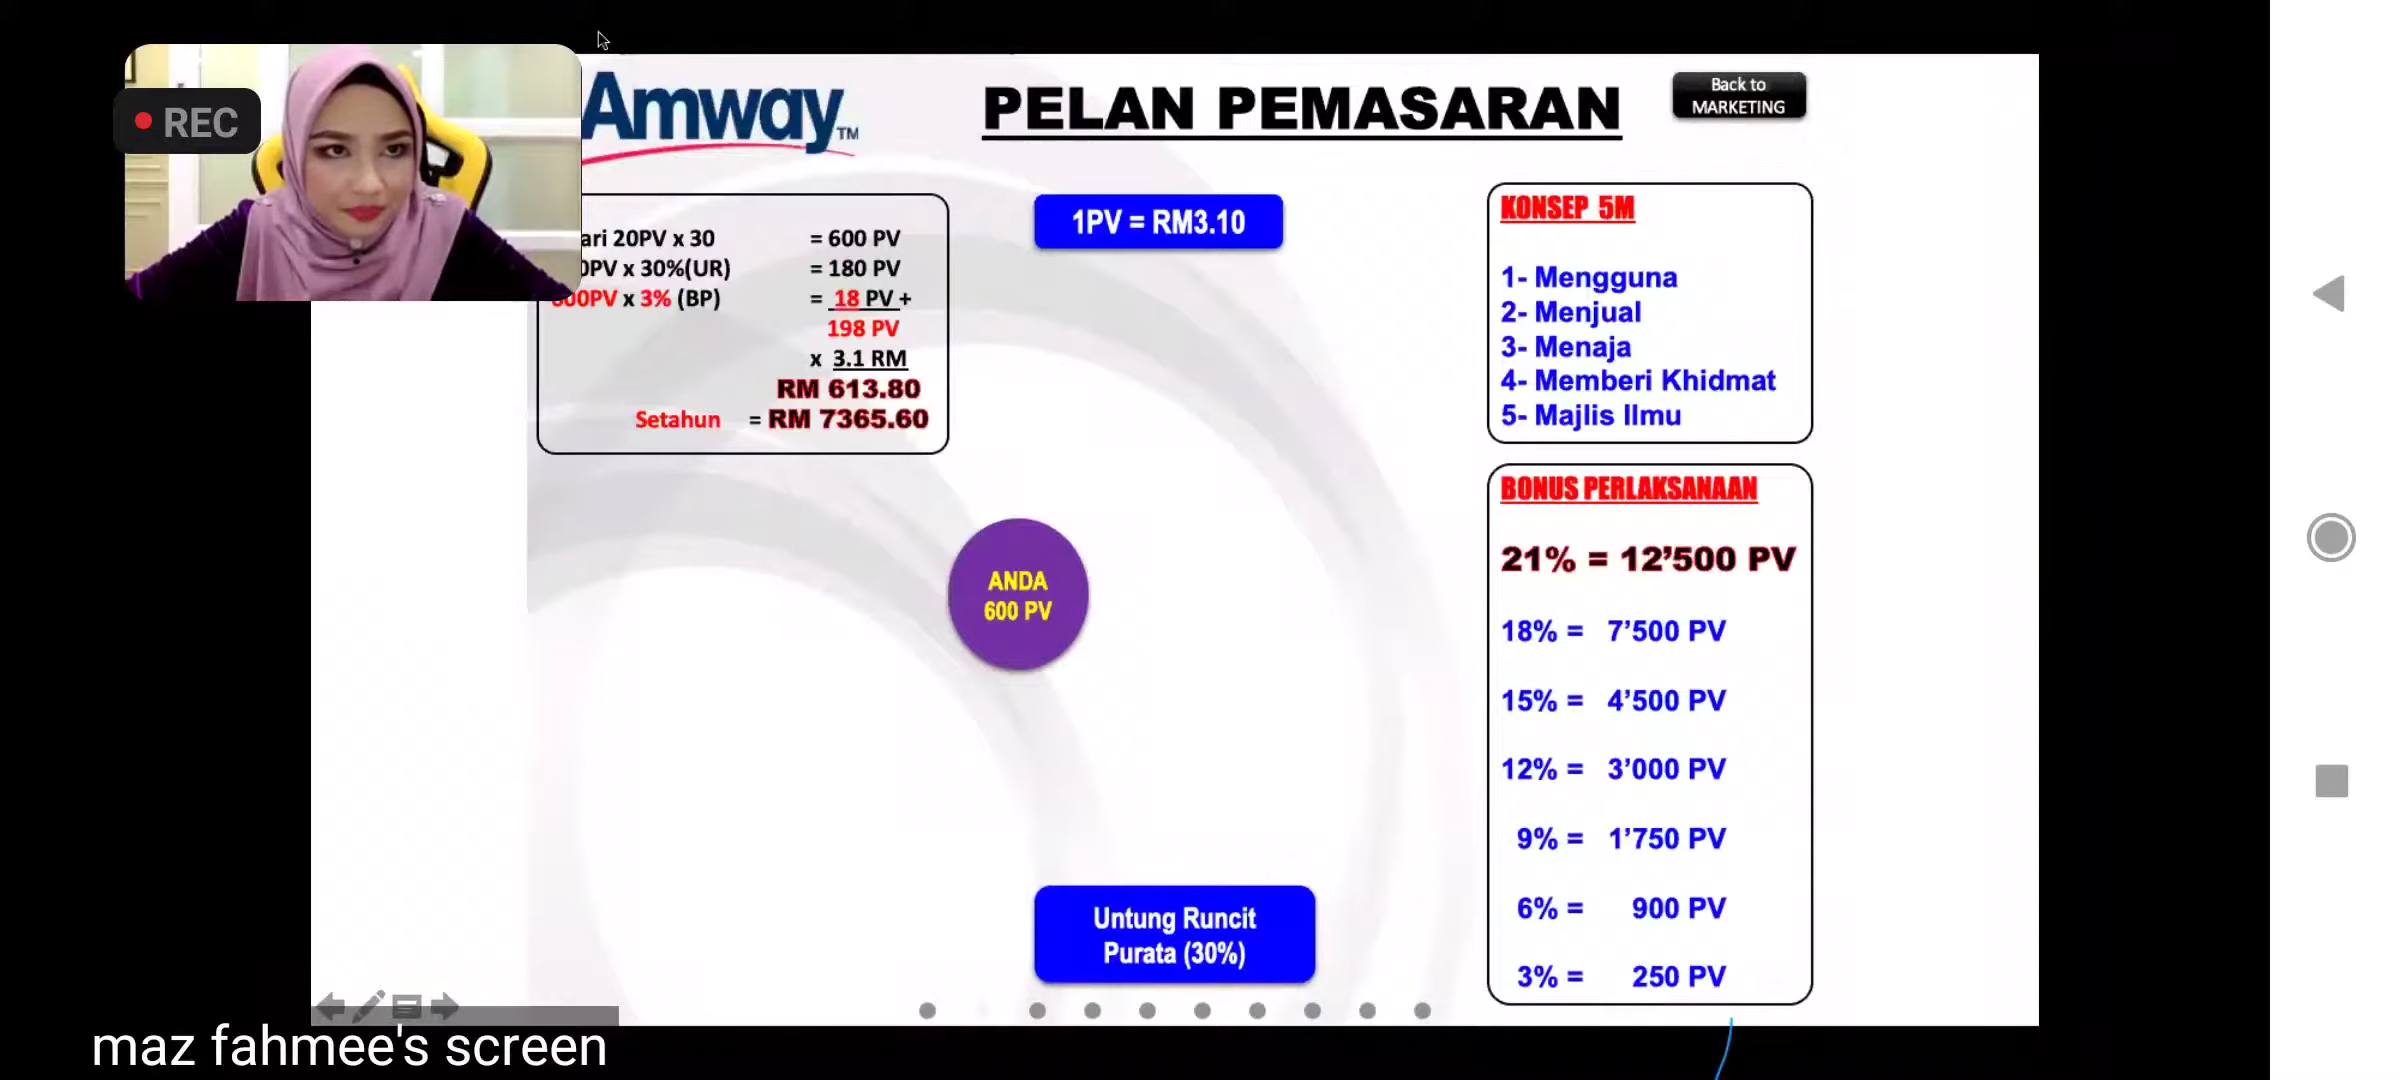 REC
Amway TM
PELAN PEMASARAN
Back to
MARKETING
20PV x 30 = 600 PV
x 30%(UR) = 180 PV
x 3% (BP) = 18 PV +
198 PV
x 3.1 RM
RM 613.80
Setahun = RM 7365.60
1PV = RM3.10
KONSEP 5M
1- Mengguna
2- Menjual
3- Menaja
4- Memberi Khidmat
5- Majlis Ilmu
ANDA
600 PV
BONUS PERLAKSANAAN
21% = 12’500 PV
18% = 7’500 PV
15% = 4’500 PV
12% = 3’000 PV
9% = 1’750 PV
6% = 900 PV
3% = 250 PV
Untung Runcit
Purata (30%)
maz fahmee's screen